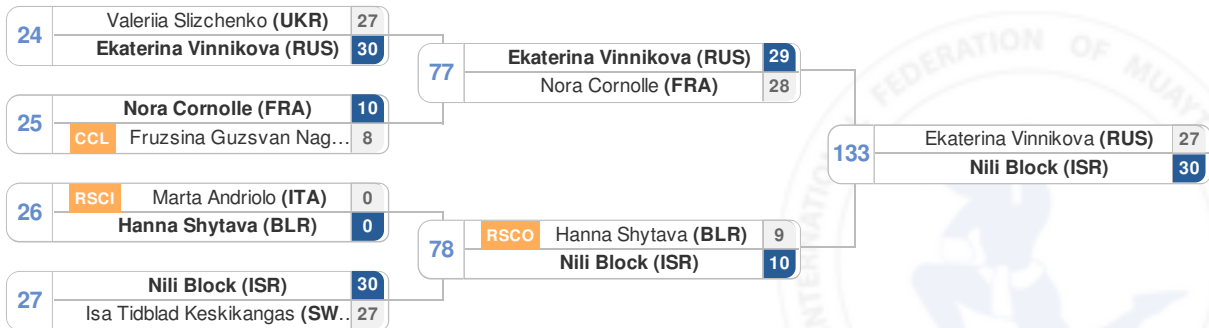 24
Valeriia Slizchenko (UKR) 27
Ekaterina Vinnikova (RUS) 30
25
Nora Cornolle (FRA) 10
CCL Fruzsina Guzsvan Nag… 8
26
RSCI Marta Andriolo (ITA) 0
Hanna Shytava (BLR) 0
27
Nili Block (ISR) 30
Isa Tidblad Keskikangas (SW… 27
77
Ekaterina Vinnikova (RUS) 29
Nora Cornolle (FRA) 28
78
RSCO Hanna Shytava (BLR) 9
Nili Block (ISR) 10
133
Ekaterina Vinnikova (RUS) 27
Nili Block (ISR) 30
FEDERATION OF